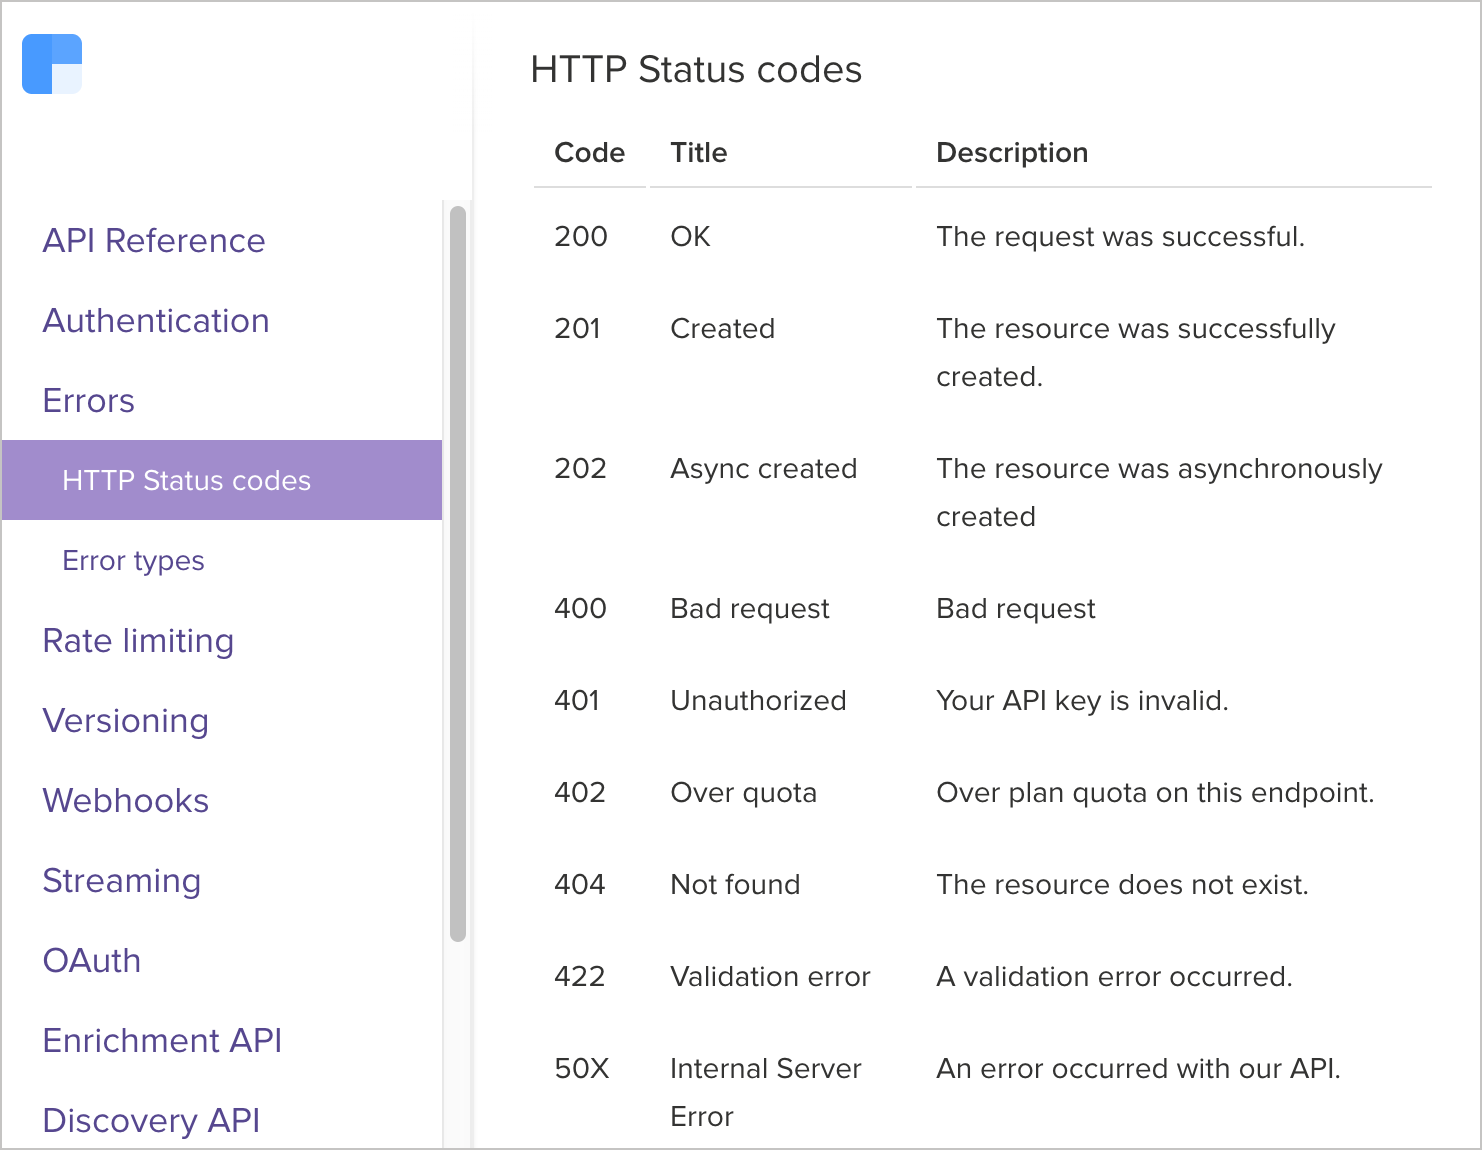 API Reference
Authentication
Errors
HTTP Status codes
Error types
Rate limiting
Versioning
Webhooks
Streaming
OAuth
Enrichment API
Discovery API
HTTP Status codes
Code Title Description
200 OK The request was successful.
201 Created The resource was successfully
created.
202 Async created The resource was asynchronously
created
400 Bad request Bad request
401 Unauthorized Your API key is invalid.
402 Over quota Over plan quota on this endpoint.
404 Not found The resource does not exist.
422 Validation error A validation error occurred.
50X Internal Server An error occurred with our API.
Error